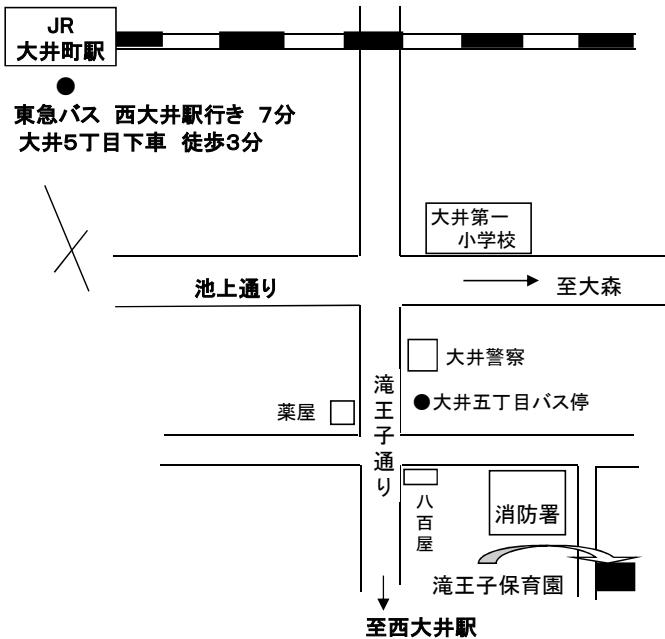 JR
大井町駅
●
東急バス 西大井駅行き 7分
大井5丁目下車 徒歩3分
大井第一
小学校
池上通り
至大森
大井警察
●大井五丁目バス停
薬屋
滝王子通り
八百屋
消防署
滝王子保育園
至西大井駅